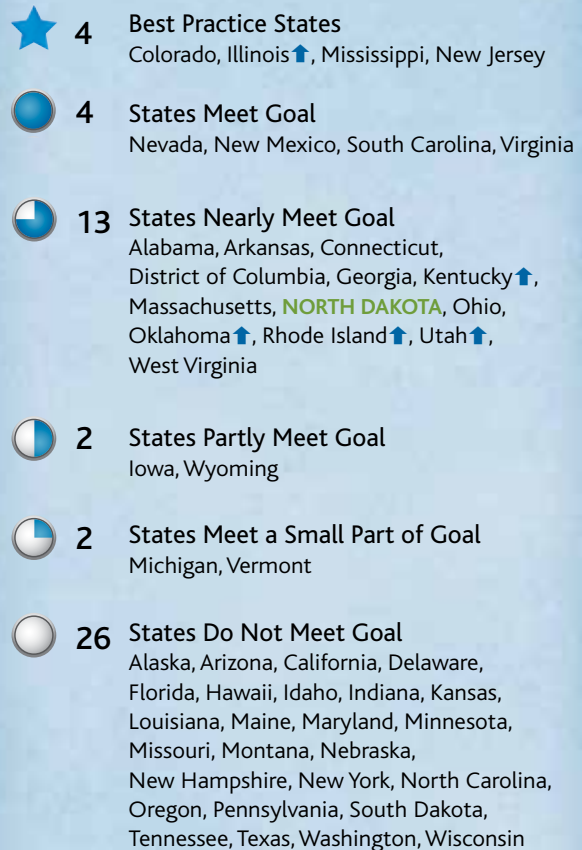 4 Best Practice States
Colorado, Illinois⬆, Mississippi, New Jersey
4 States Meet Goal
Nevada, New Mexico, South Carolina, Virginia
13 States Nearly Meet Goal
Alabama, Arkansas, Connecticut,
District of Columbia, Georgia, Kentucky⬆,
Massachusetts, NORTH DAKOTA, Ohio,
Oklahoma⬆, Rhode Island⬆, Utah⬆,
West Virginia
2 States Partly Meet Goal
Iowa, Wyoming
2 States Meet a Small Part of Goal
Michigan, Vermont
26 States Do Not Meet Goal
Alaska, Arizona, California, Delaware,
Florida, Hawaii, Idaho, Indiana, Kansas,
Louisiana, Maine, Maryland, Minnesota,
Missouri, Montana, Nebraska,
New Hampshire, New York, North Carolina,
Oregon, Pennsylvania, South Dakota,
Tennessee, Texas, Washington, Wisconsin